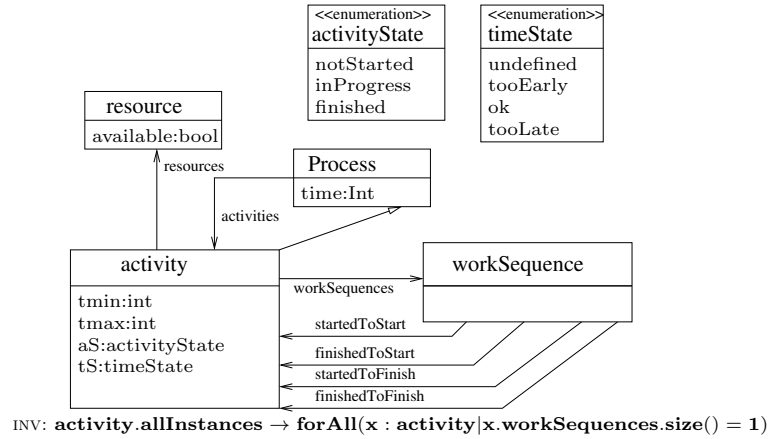 <<enumeration>>
activityState
notStarted
inProgress
finished
<<enumeration>>
timeState
undefined
tooEarly
ok
tooLate
resource
available:bool
resources
Process
time:Int
activities
activity
tmin:int
tmax:int
aS:activityState
tS:timeState
workSequences
workSequence
startedToStart
finishedToStart
startedToFinish
finishedToFinish
INV: activity.allInstances → forAll(x : activity|x.workSequences.size() = 1)